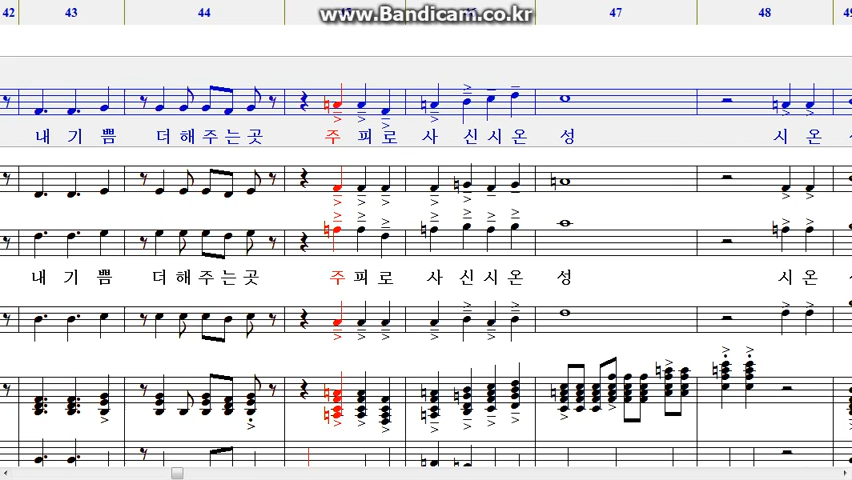 www.Bandicam.co.kr
42 43 44 46 47 48
내 기 쁨 더 해 주 는 곳 주 피 로 사 신 시 온 성 시 온
내 기 쁨 더 해 주 는 곳 주 피 로 사 신 시 온 성 시 온